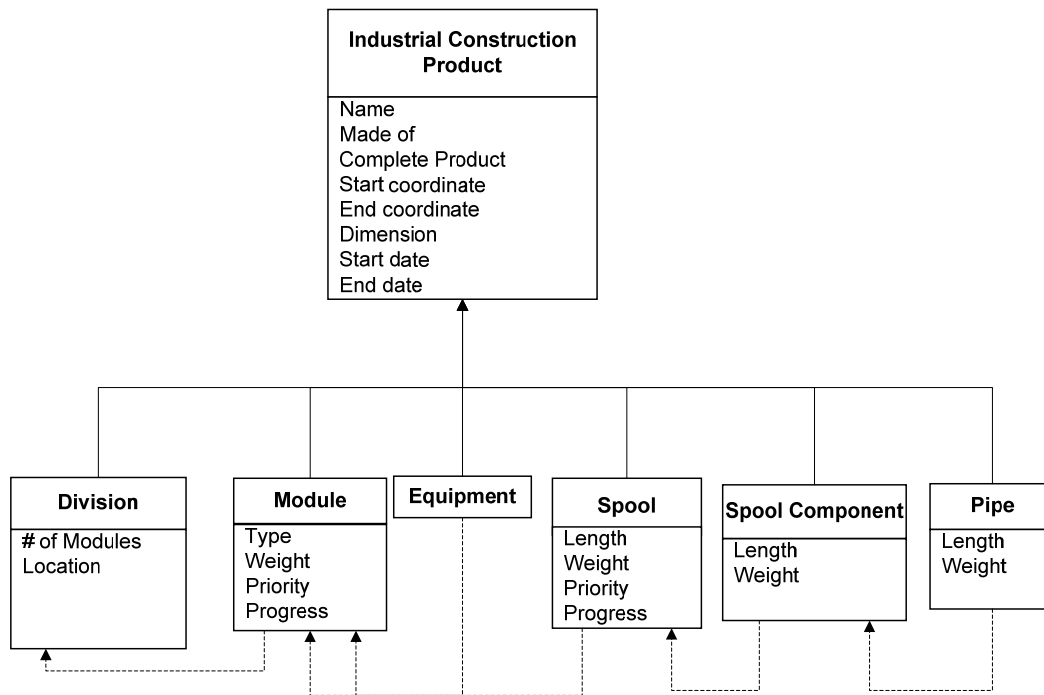 Industrial Construction
Product
Name
Made of
Complete Product
Start coordinate
End coordinate
Dimension
Start date
End date
Division
# of Modules
Location
Module
Type
Weight
Priority
Progress
Equipment
Spool
Length
Weight
Priority
Progress
Spool Component
Length
Weight
Pipe
Length
Weight